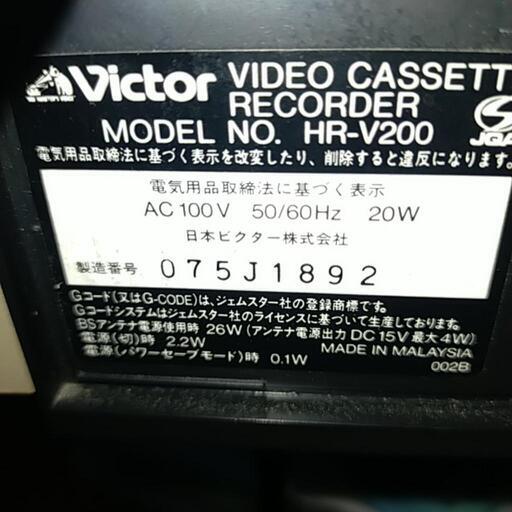 Victor VIDEO CASSETT
RECORDER
MODEL NO. HR-V200
JQA
電気用品取締法に基づく表示を改変したり、削除すると違反になります。
電気用品取締法に基づく表示
AC100V 50/60Hz 20W
日本ビクター株式会社
製造番号 075J1892
Gコード(又はG-CODE)は、ジェムスター社の登録商標です。
Gコードシステムはジェムスター社のライセンスに基づいて生産しております。
BSアンテナ電源使用時 26W(アンテナ電源出力 DC15V 最大4W)
電源(切)時 2.2W MADE IN MALAYSIA
電源(パワーセーブモード)時 0.1W 002B